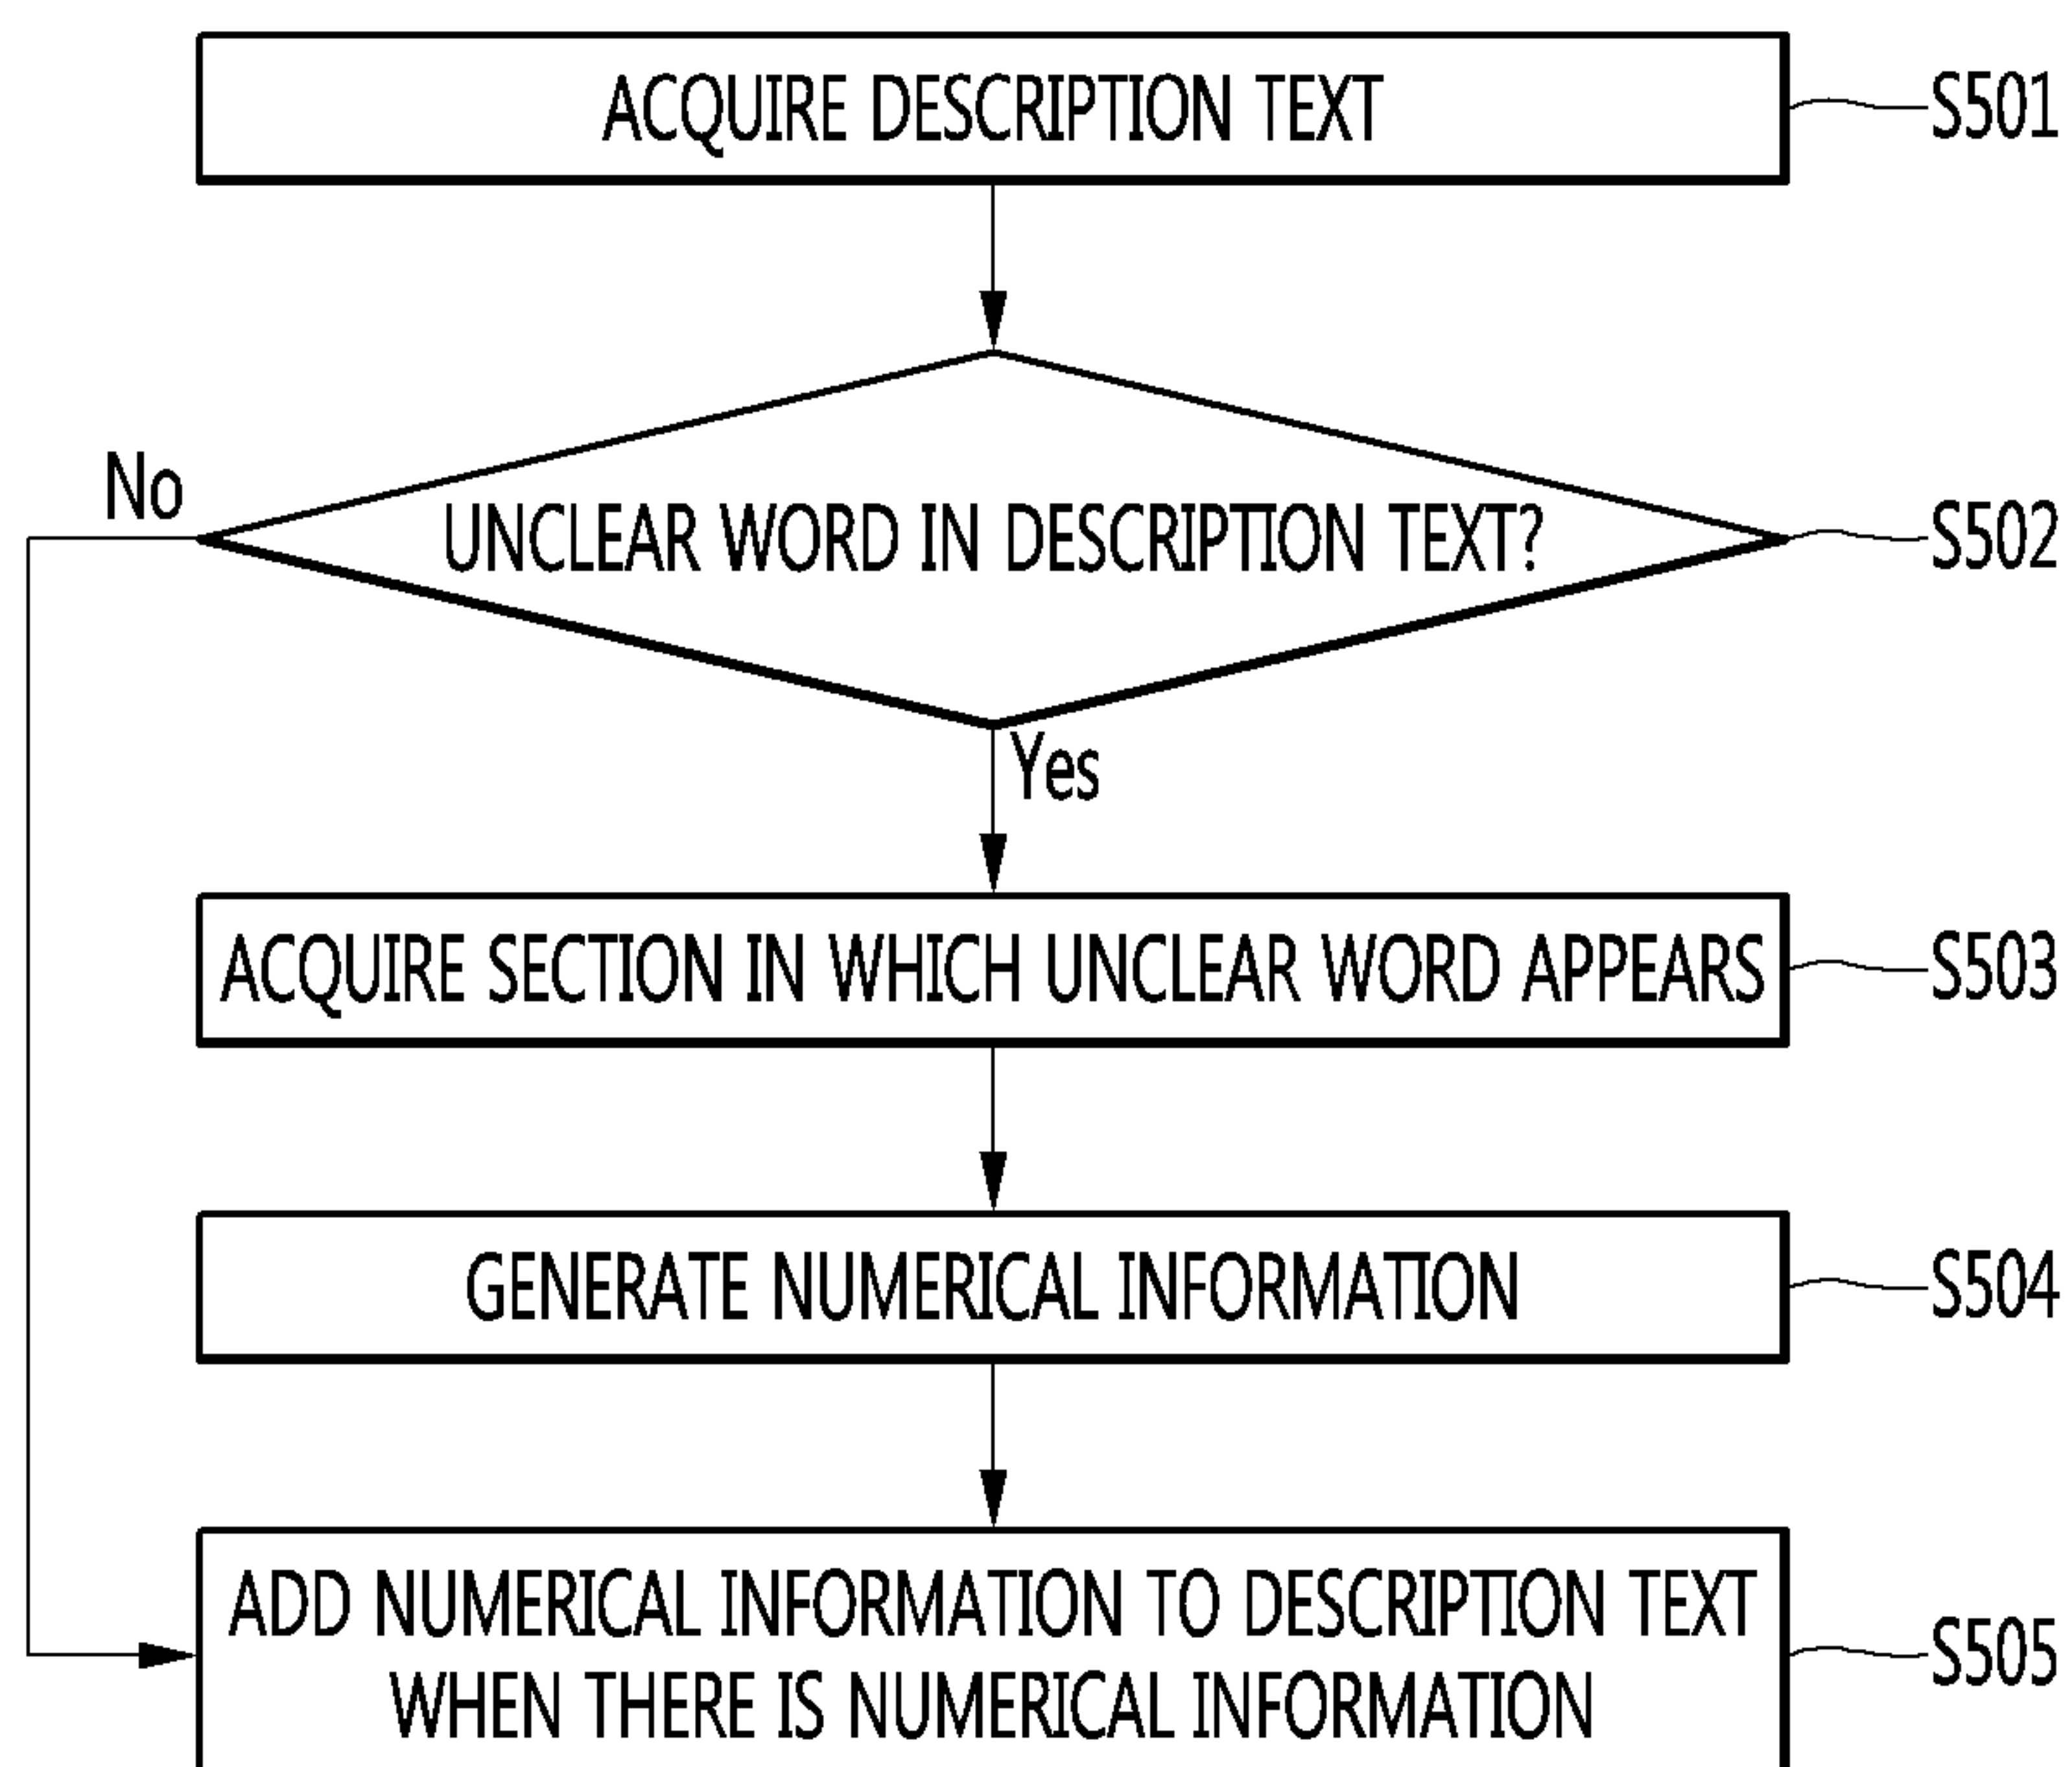 ACQUIRE DESCRIPTION TEXT
S501
No
UNCLEAR WORD IN DESCRIPTION TEXT?
S502
Yes
ACQUIRE SECTION IN WHICH UNCLEAR WORD APPEARS
S503
GENERATE NUMERICAL INFORMATION
S504
ADD NUMERICAL INFORMATION TO DESCRIPTION TEXT
WHEN THERE IS NUMERICAL INFORMATION
S505